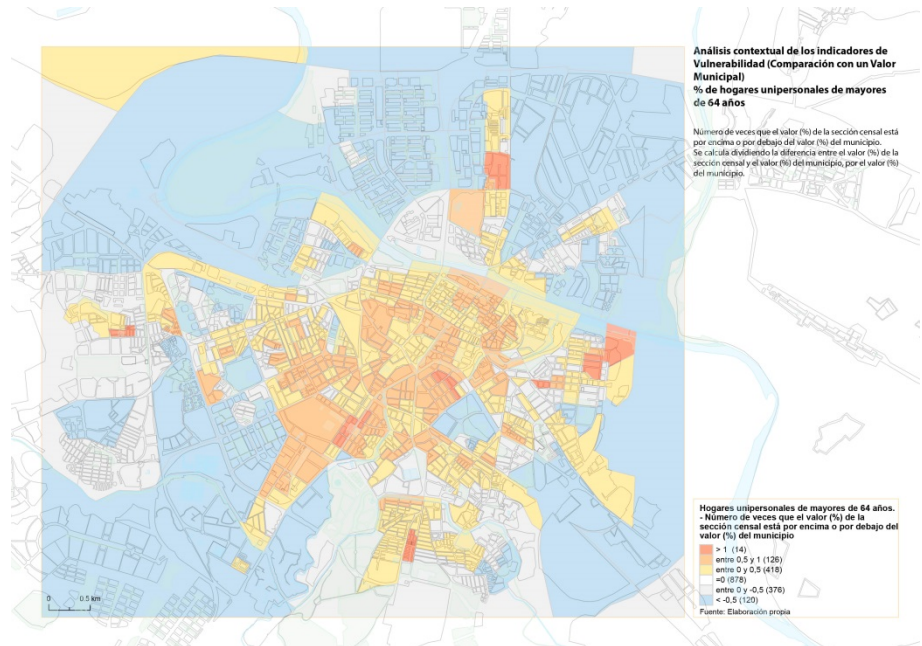 Análisis contextual de los indicadores de
Vulnerabilidad (Comparación con un Valor
Municipal)
% de hogares unipersonales de mayores
de 64 años
Número de veces que el valor (%) de la sección censal está
por encima o por debajo del valor (%) del municipio.
Se calcula dividiendo la diferencia entre el valor (%) de la
sección censal y el valor (%) del municipio, por el valor (%)
del municipio.
Hogares unipersonales de mayores de 64 años.
- Número de veces que el valor (%) de la
sección censal está por encima o por debajo del
valor (%) del municipio
> 1 (14)
entre 0,5 y 1 (126)
entre 0 y 0,5 (418)
=0 (878)
entre 0 y -0,5 (376)
< -0,5 (120)
Fuente: Elaboración propia
0 0.5 km